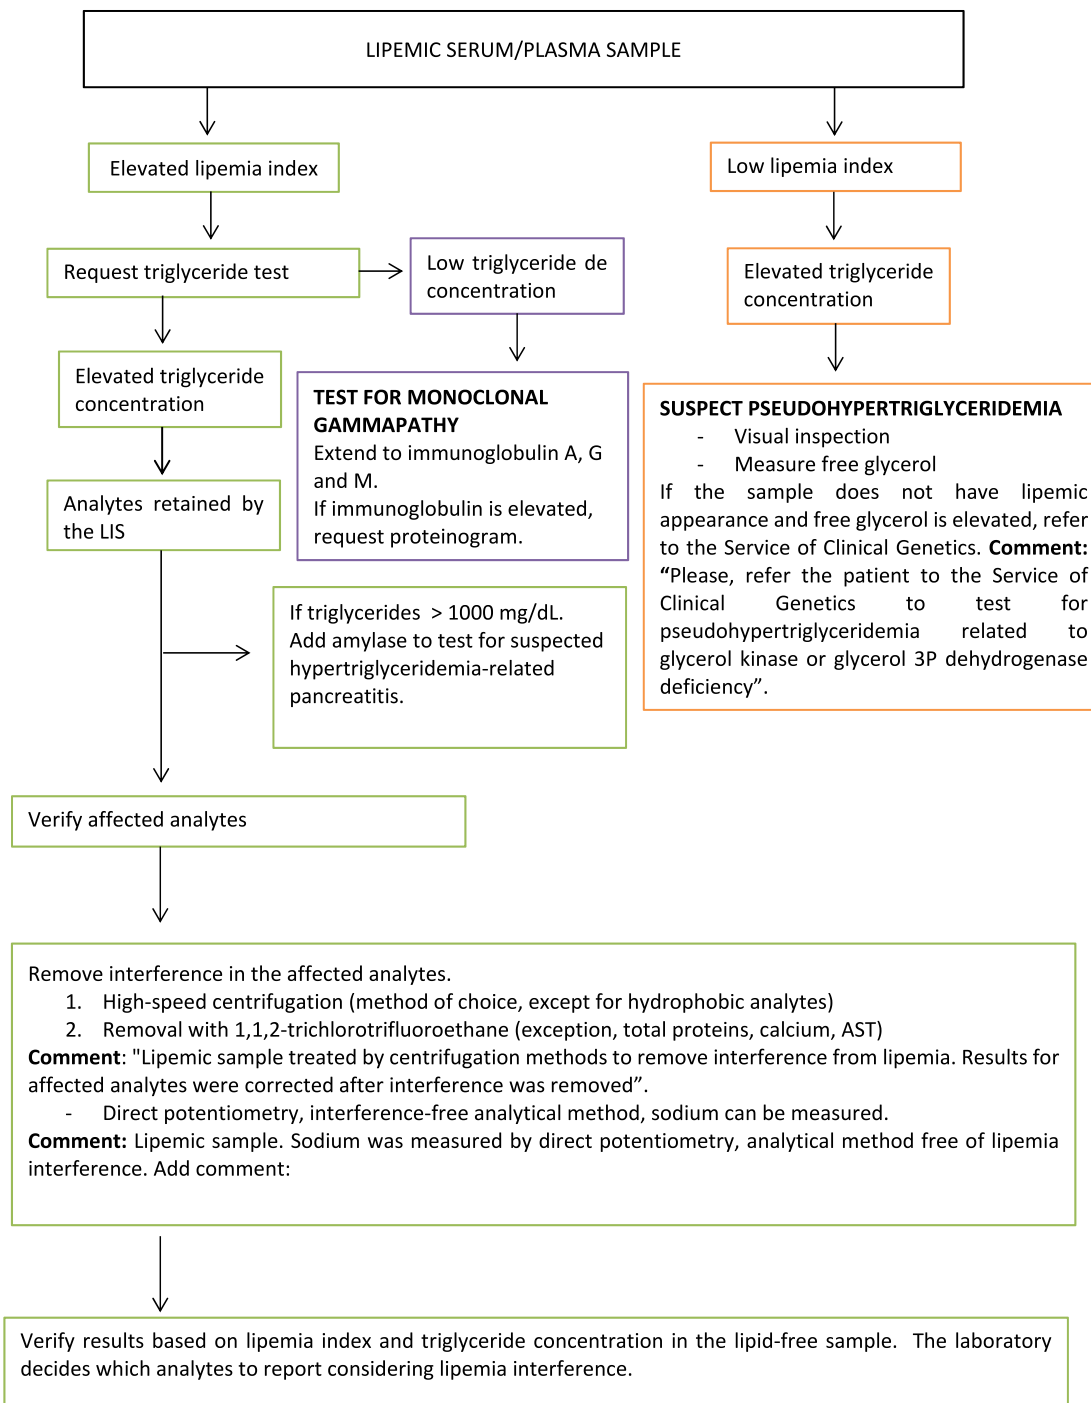 LIPEMIC SERUM/PLASMA SAMPLE
Elevated lipemia index
Low lipemia index
Request triglyceride test
Low triglyceride de
concentration
Elevated triglyceride
concentration
Elevated triglyceride
concentration
TEST FOR MONOCLONAL
GAMMAPATHY
Extend to immunoglobulin A, G
and M.
If immunoglobulin is elevated,
request proteinogram.
SUSPECT PSEUDOHYPERTRIGLYCERIDEMIA
- Visual inspection
- Measure free glycerol
If the sample does not have lipemic
appearance and free glycerol is elevated, refer
to the Service of Clinical Genetics. Comment:
“Please, refer the patient to the Service of
Clinical Genetics to test for
pseudohypertriglyceridemia related to
glycerol kinase or glycerol 3P dehydrogenase
deficiency”.
Analytes retained by
the LIS
If triglycerides > 1000 mg/dL.
Add amylase to test for suspected
hypertriglyceridemia-related
pancreatitis.
Verify affected analytes
Remove interference in the affected analytes.
1. High-speed centrifugation (method of choice, except for hydrophobic analytes)
2. Removal with 1,1,2-trichlorotrifluoroethane (exception, total proteins, calcium, AST)
Comment: "Lipemic sample treated by centrifugation methods to remove interference from lipemia. Results for
affected analytes were corrected after interference was removed”.
- Direct potentiometry, interference-free analytical method, sodium can be measured.
Comment: Lipemic sample. Sodium was measured by direct potentiometry, analytical method free of lipemia
interference. Add comment:
Verify results based on lipemia index and triglyceride concentration in the lipid-free sample. The laboratory
decides which analytes to report considering lipemia interference.